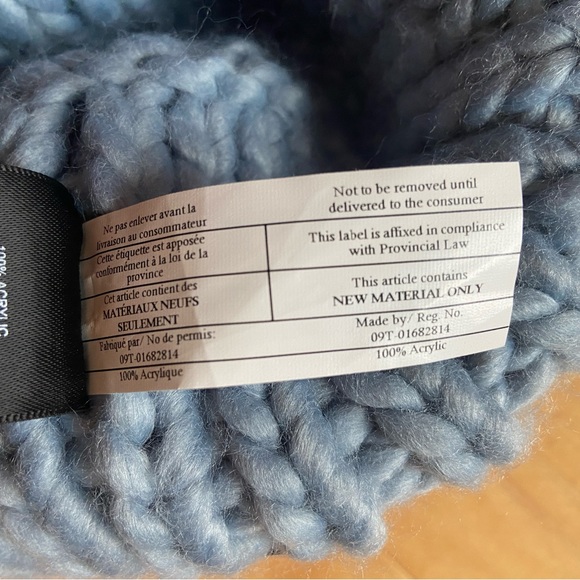 Ne pas enlever avant la
livraison au consommateur
Cette étiquette est apposée
conformément à la loi de la
province
Cet article contient des
MATÉRIAUX NEUFS
SEULEMENT
Fabriqué par/ No de permis:
09T-01682814
100% Acrylique
Not to be removed until
delivered to the consumer
This label is affixed in compliance
with Provincial Law
This article contains
NEW MATERIAL ONLY
Made by/ Reg. No.
09T-01682814
100% Acrylic
100% ACRYLIC